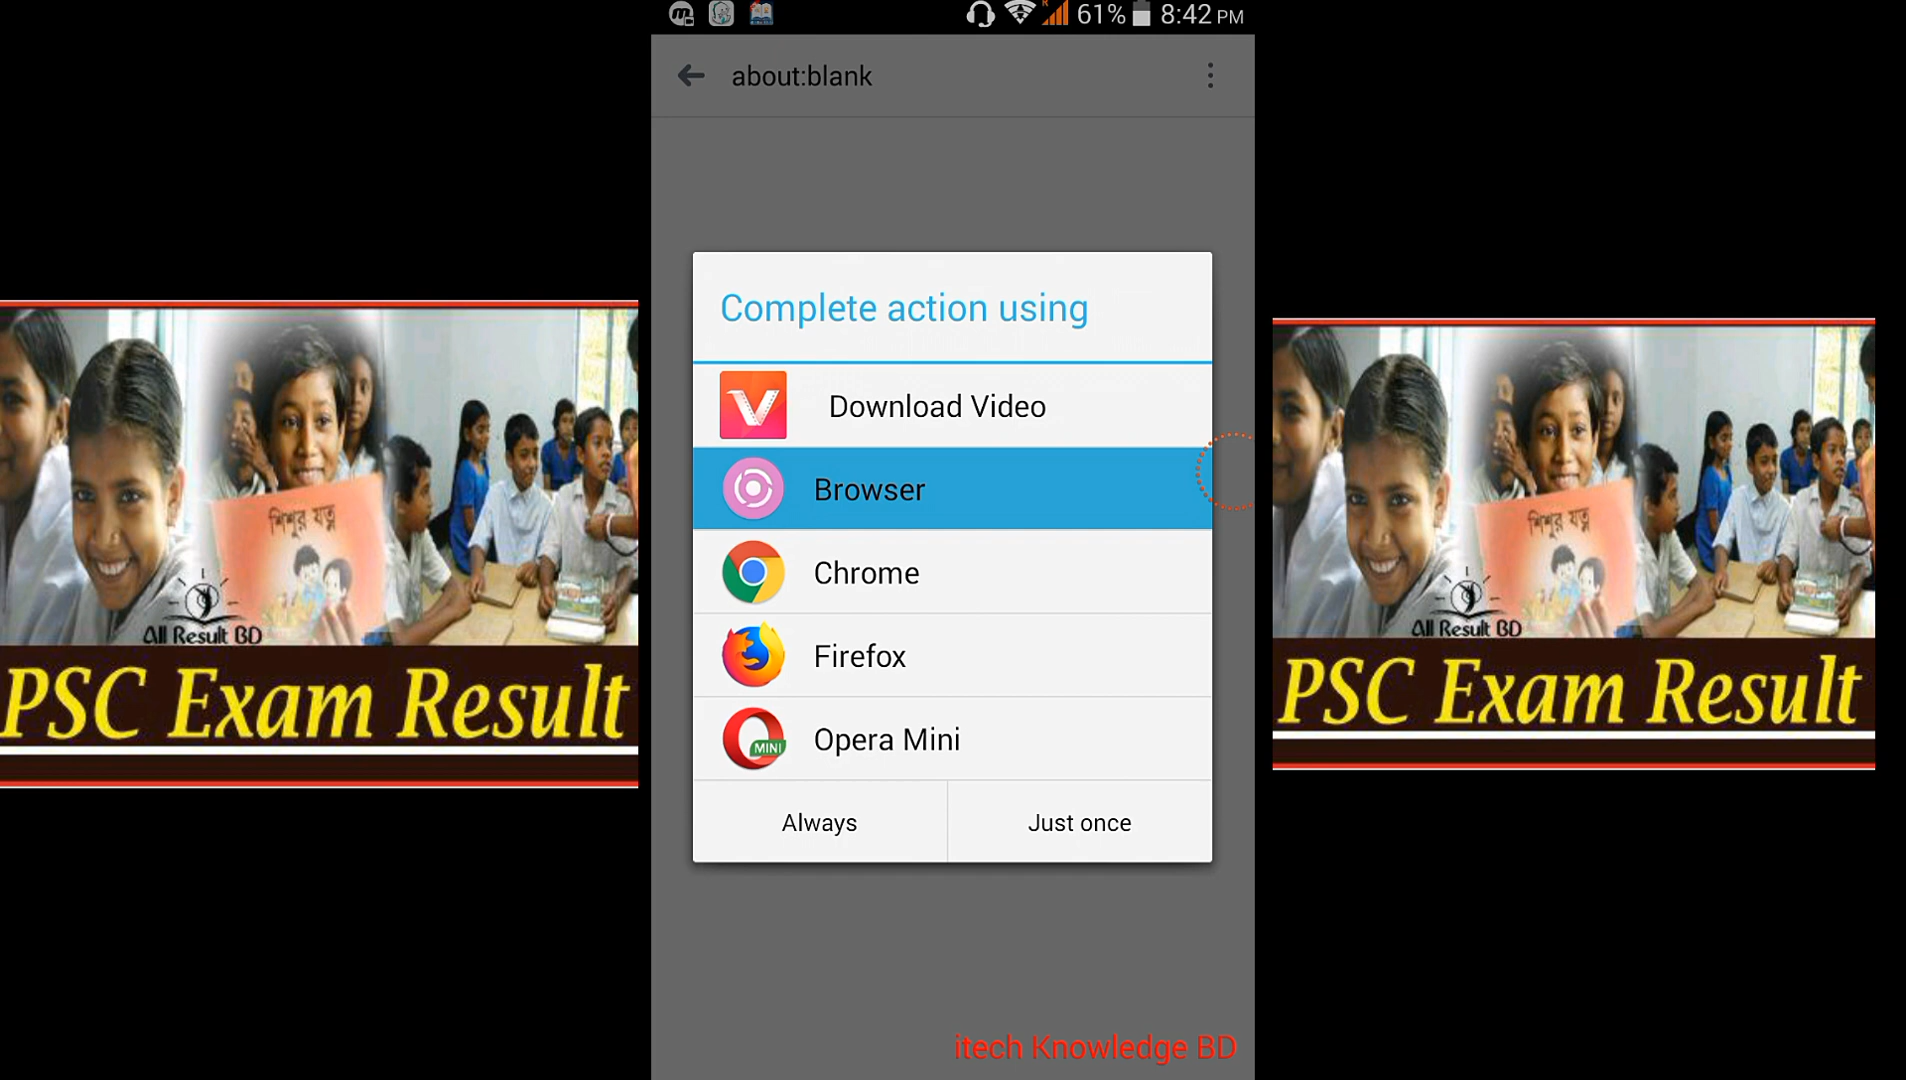 61% 8:42 PM
about:blank
Complete action using
Download Video
Browser
Chrome
Firefox
MINI
Opera Mini
Always
Just once
itech Knowledge BD
শিশুর যত্ন
All Result BD
PSC Exam Result
শিশুর যত্ন
All Result BD
PSC Exam Result